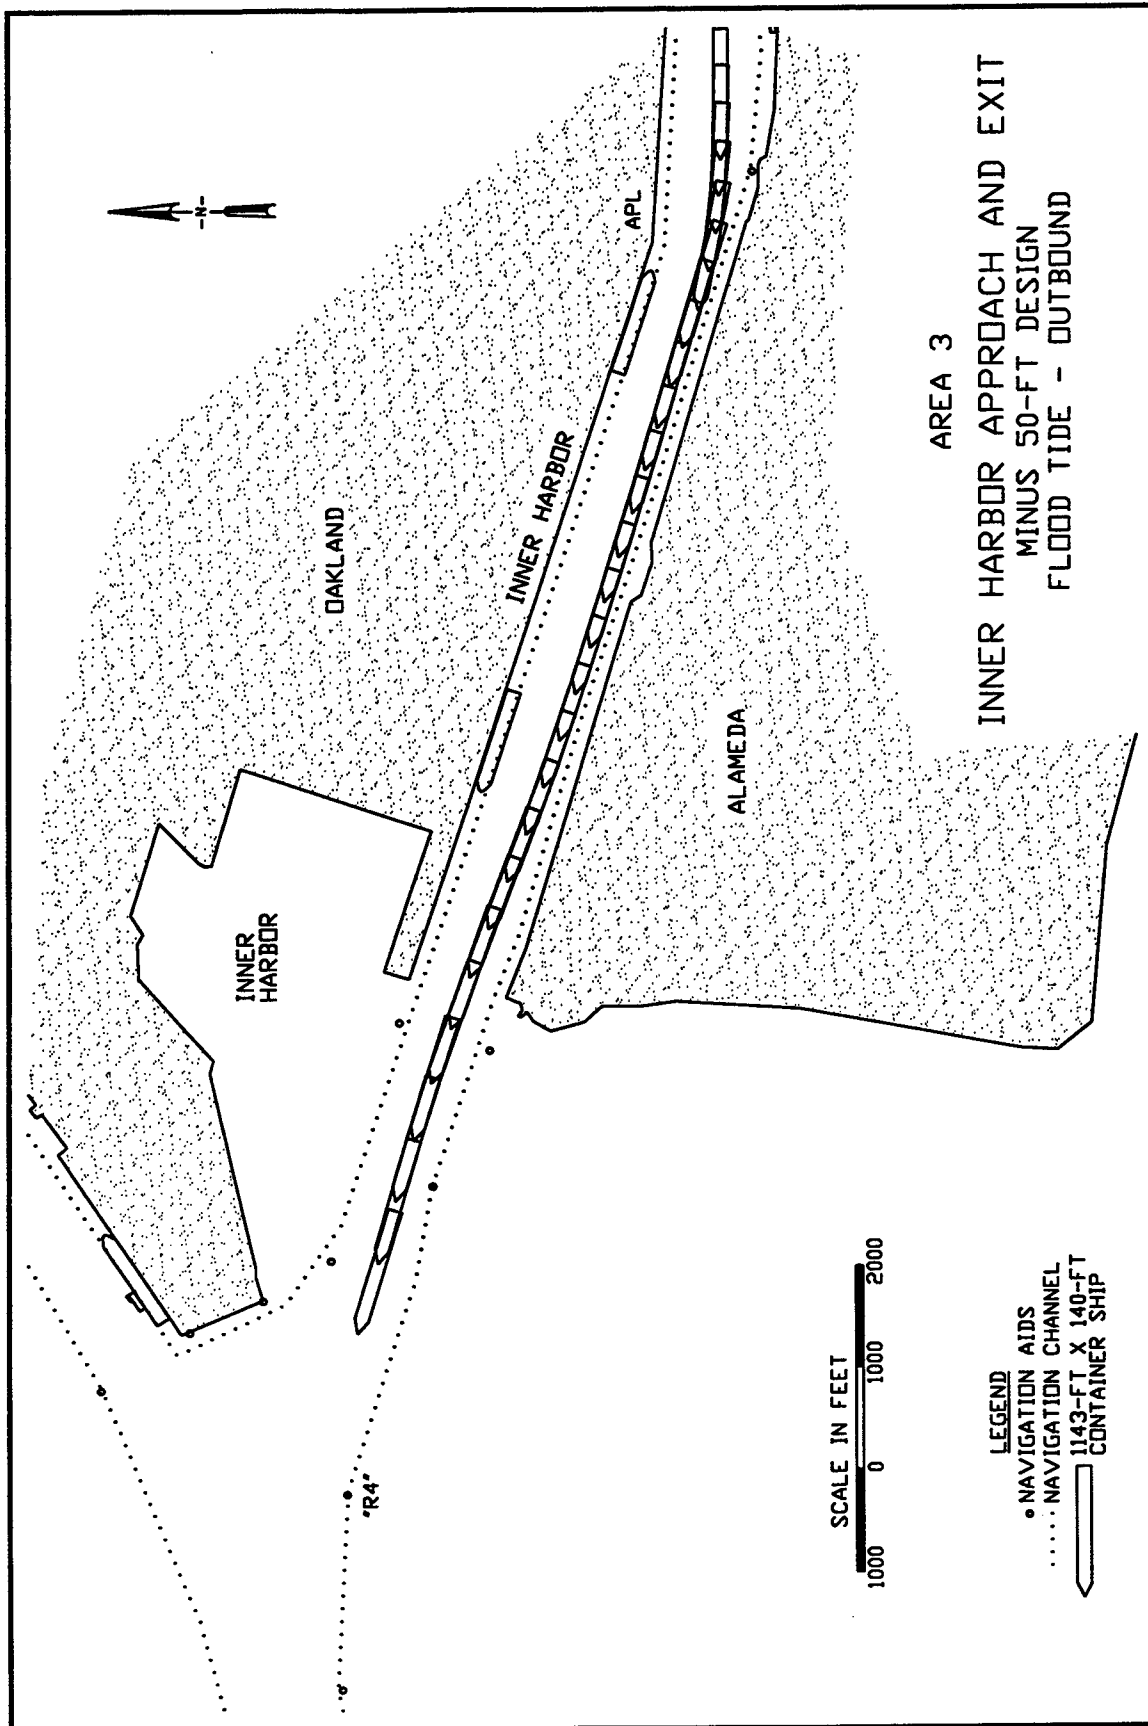 -N-
OAKLAND
INNER
HARBOR
INNER HARBOR
APL
ALAMEDA
"R4"
SCALE IN FEET
1000 0 1000 2000
LEGEND
NAVIGATION AIDS
NAVIGATION CHANNEL
1143-FT X 140-FT
CONTAINER SHIP
AREA 3
INNER HARBOR APPROACH AND EXIT
MINUS 50-FT DESIGN
FLOOD TIDE - OUTBOUND